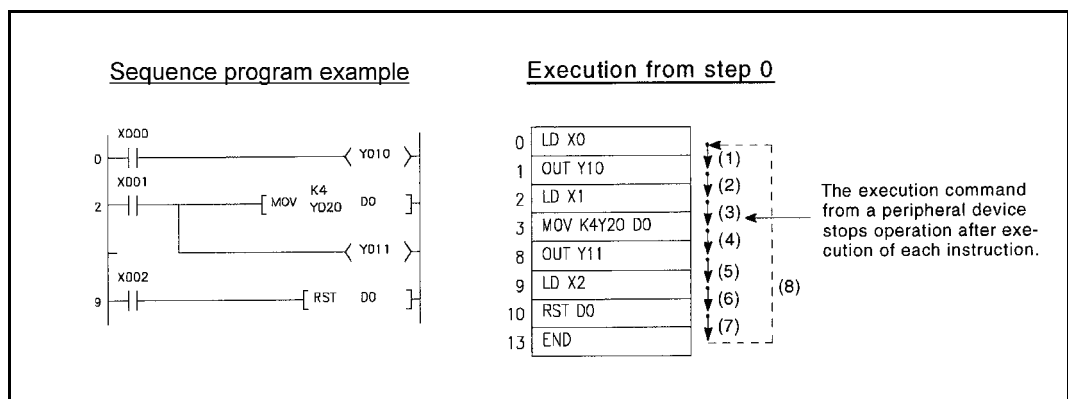 Sequence program example
X000
0
Y010
X001
2
MOV K4 Y020 D0
Y011
X002
9
RST D0
Execution from step 0
0 LD X0
1 OUT Y10
2 LD X1
3 MOV K4Y20 D0
8 OUT Y11
9 LD X2
10 RST D0
13 END
(1)
(2)
(3)
(4)
(5)
(6)
(7)
(8)
The execution command
from a peripheral device
stops operation after exe-
cution of each instruction.